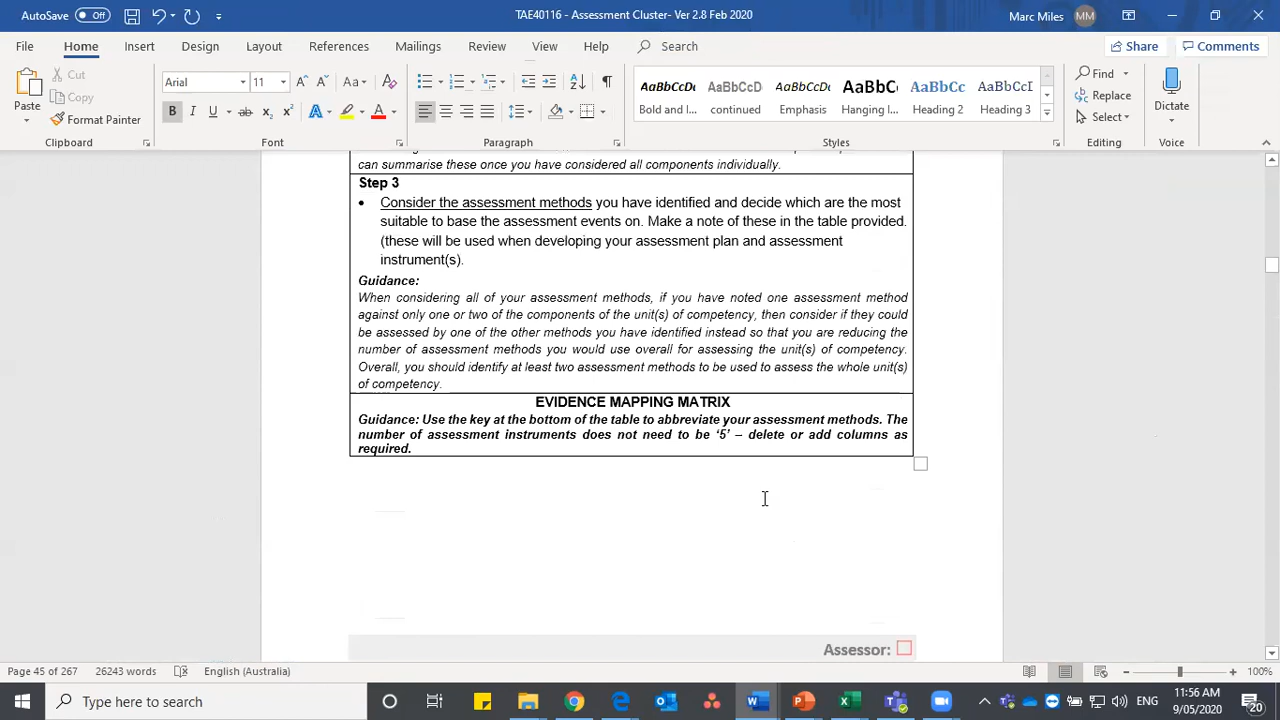 AutoSave Off TAE40116 - Assessment Cluster- Ver 2.8 Feb 2020 Marc Miles MM
File Home Insert Design Layout References Mailings Review View Help Search Share Comments
Paste Cut Copy Format Painter
Arial 11 Aa A
B I U ab x₂ x² A A
AaBbCcDc AaBbCcDc AaBbCcDc AaBbCc AaBbCc AaBbCcI
Bold and I... continued Emphasis Hanging I... Heading 2 Heading 3
Find Replace Select Dictate
Clipboard Font Paragraph Styles Editing Voice
can summarise these once you have considered all components individually.
Step 3
• Consider the assessment methods you have identified and decide which are the most
suitable to base the assessment events on. Make a note of these in the table provided.
(these will be used when developing your assessment plan and assessment
instrument(s).
Guidance:
When considering all of your assessment methods, if you have noted one assessment method
against only one or two of the components of the unit(s) of competency, then consider if they could
be assessed by one of the other methods you have identified instead so that you are reducing the
number of assessment methods you would use overall for assessing the unit(s) of competency.
Overall, you should identify at least two assessment methods to be used to assess the whole unit(s)
of competency.
EVIDENCE MAPPING MATRIX
Guidance: Use the key at the bottom of the table to abbreviate your assessment methods. The
number of assessment instruments does not need to be ‘5’ – delete or add columns as
required.
Assessor:
Page 45 of 267 26243 words English (Australia) 100%
Type here to search ENG 11:56 AM
9/05/2020 20